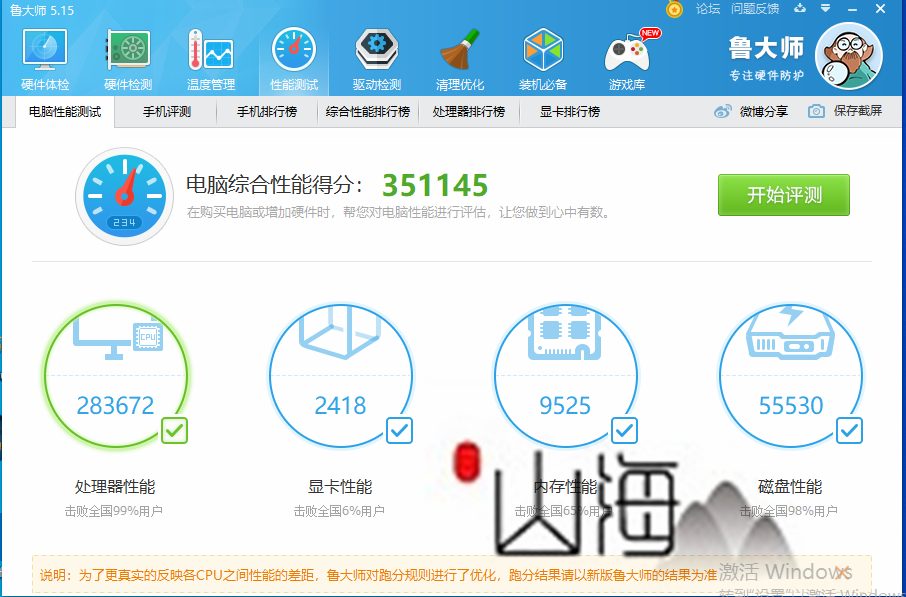 鲁大师 5.15
论坛 问题反馈
硬件体检 硬件检测 温度管理 性能测试 驱动检测 清理优化 装机必备 游戏库
NEW
鲁大师
专注硬件防护
电脑性能测试 手机评测 手机排行榜 综合性能排行榜 处理器排行榜 显卡排行榜 微博分享 保存截屏
电脑综合性能得分： 351145
在购买电脑或增加硬件时，帮您对电脑性能进行评估，让您做到心中有数。
234
开始评测
CPU
283672 2418 9525 55530
处理器性能 显卡性能 内存性能 磁盘性能
击败全国99%用户 击败全国6%用户 击败全国65%用户 击败全国98%用户
山海
说明：为了更真实的反映各CPU之间性能的差距，鲁大师对跑分规则进行了优化，跑分结果请以新版鲁大师的结果为准
激活 Windows
转到"设置"以激活 Windows